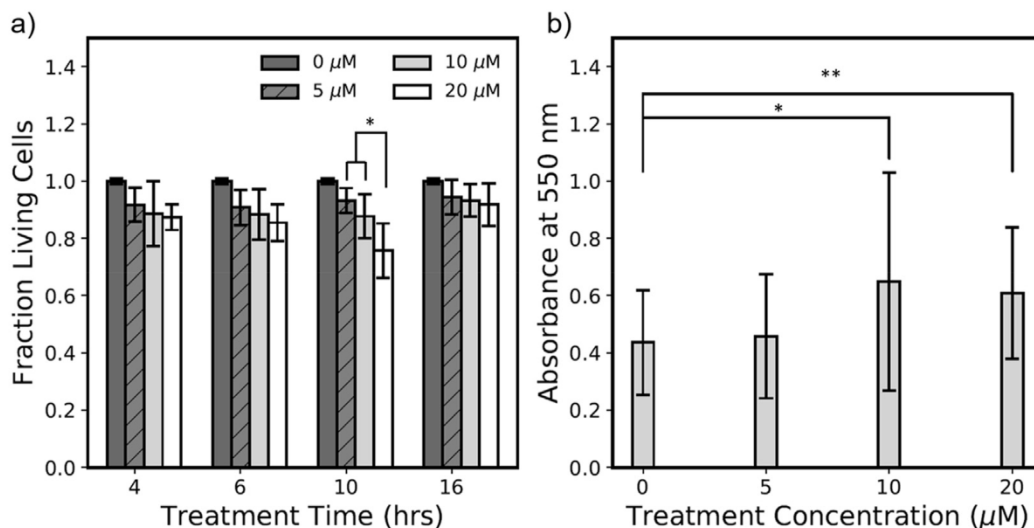 a)
Fraction Living Cells
1.4
1.2
1.0
0.8
0.6
0.4
0.2
0.0
0 μM
10 μM
5 μM
20 μM
*
4
6
10
16
Treatment Time (hrs)
b)
Absorbance at 550 nm
1.4
1.2
1.0
0.8
0.6
0.4
0.2
0.0
**
*
0
5
10
20
Treatment Concentration (μM)